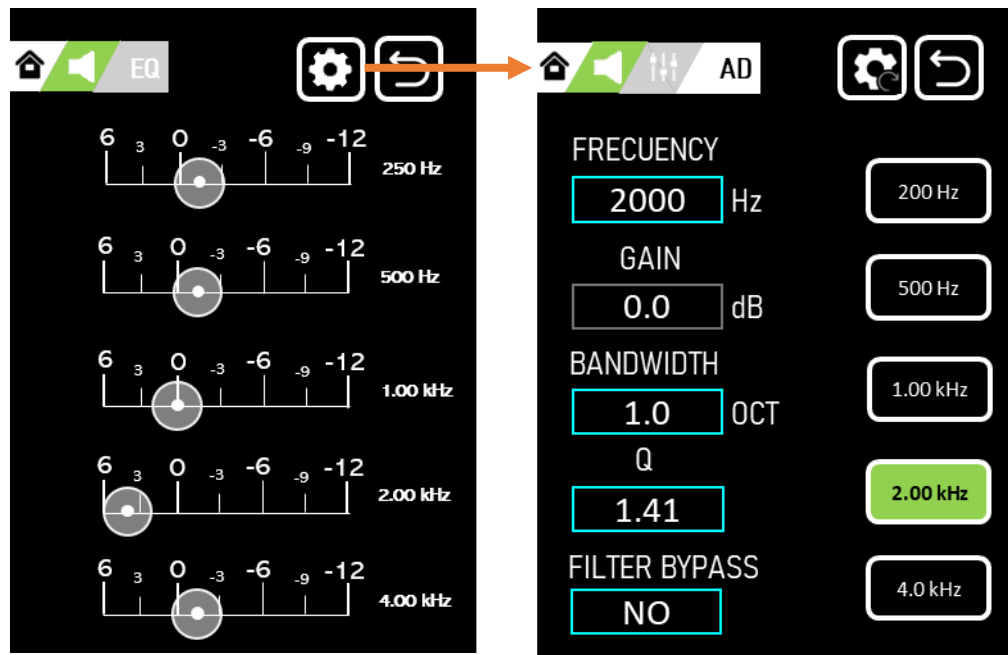 EQ
6 3 0 -3 -6 -9 -12
250 Hz
6 3 0 -3 -6 -9 -12
500 Hz
6 3 0 -3 -6 -9 -12
1.00 kHz
6 3 0 -3 -6 -9 -12
2.00 kHz
6 3 0 -3 -6 -9 -12
4.00 kHz
AD
FRECUENCY
2000 Hz
GAIN
0.0 dB
BANDWIDTH
1.0 OCT
Q
1.41
FILTER BYPASS
NO
200 Hz
500 Hz
1.00 kHz
2.00 kHz
4.0 kHz